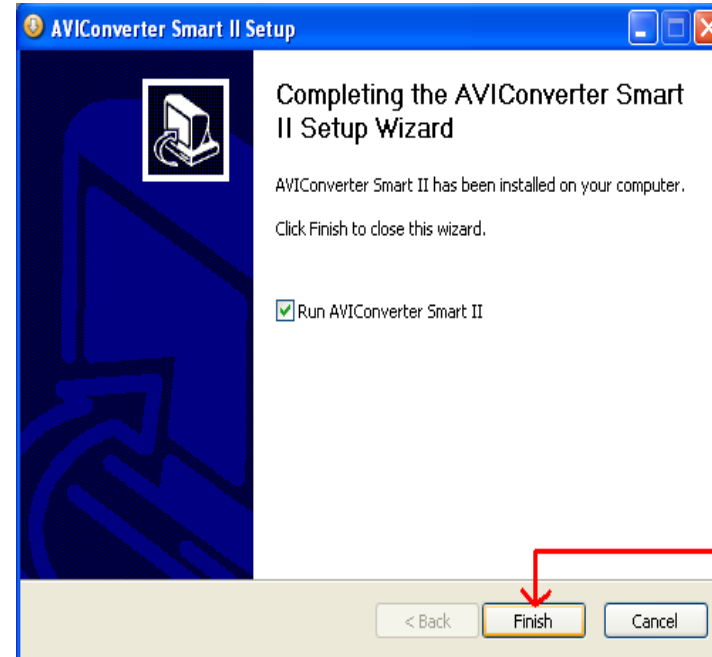 AVIConverter Smart II Setup
Completing the AVIConverter Smart
II Setup Wizard
AVIConverter Smart II has been installed on your computer.
Click Finish to close this wizard.
Run AVIConverter Smart II
< Back Finish Cancel